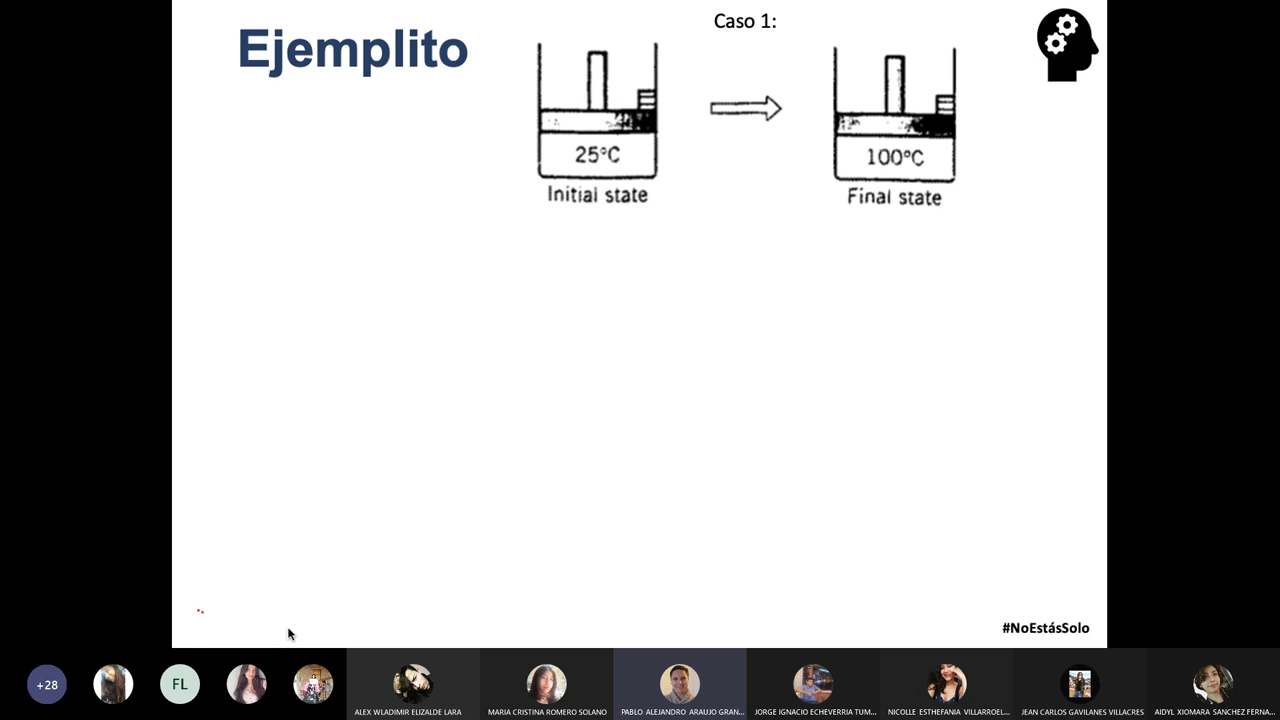 Caso 1:
Ejemplito
25°C
100°C
Initial state
Final state
#NoEstásSolo
+28
FL
ALEX WLADIMIR ELIZALDE LARA
MARIA CRISTINA ROMERO SOLANO
PABLO ALEJANDRO ARAUJO GRAN...
JORGE IGNACIO ECHEVERRIA TUM...
NICOLLE ESTHEFANIA VILLARROEL...
JEAN CARLOS GAVILANES VILLACRES
AIDYL XIOMARA SANCHEZ FERNA...